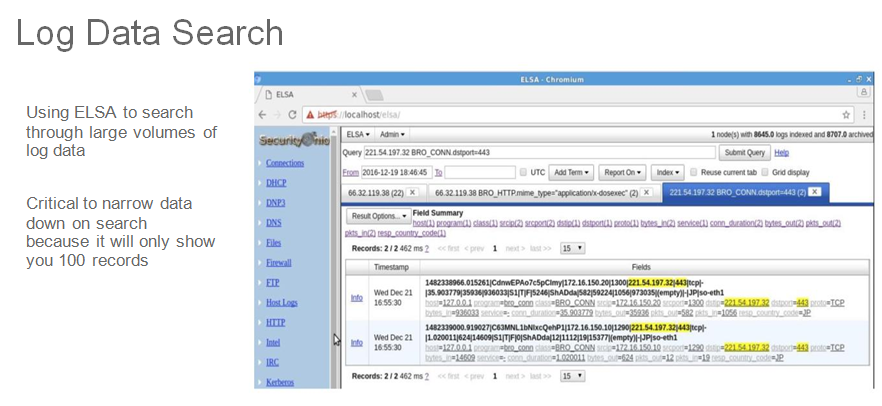 Log Data Search
Using ELSA to search
through large volumes of
log data
Critical to narrow data
down on search
because it will only show
you 100 records
ELSA - Chromium
ELSA
https://localhost/elsa/
Connections
DHCP
DNP3
DNS
Files
Firewall
FTP
Host Logs
HTTP
Intel
IRC
Kerberos
ELSA Admin 1 node(s) with 8645.0 logs indexed and 8707.0 archived
Query 221.54.197.32 BRO_CONN.dstport=443 Submit Query Help
From 2016-12-19 18:46:45 To UTC Add Term Report On Index Reuse current tab Grid display
66.32.119.38 (22) 66.32.119.38 BRO_HTTP.mime_type="application/x-dosexec" (2) 221.54.197.32 BRO_CONN.dstport=443 (2)
Result Options... Field Summary
host(1) program(1) class(1) srcip(2) srcport(2) dstip(1) dstport(1) proto(1) bytes_in(2) service(1) conn_duration(2) bytes_out(2) pkts_out(2)
pkts_in(2) resp_country_code(1)
Records: 2 / 2 462 ms ? << first < prev 1 next > last >> 15
Timestamp Fields
Info Wed Dec 21
16:55:30
1482338966.015261|CdnwEPAo7c5pClmy|172.16.150.20|1300|221.54.197.32|443|tcp|-
|35.903779|35936|936033|S1|T|F|5246|ShADda|582|59224|1056|973035|(empty)|-|JP|so-eth1
host=127.0.0.1 program=bro_conn class=BRO_CONN srcip=172.16.150.20 srcport=1300 dstip=221.54.197.32 dstport=443 proto=TCP
bytes_in=936033 service=- conn_duration=35.903779 bytes_out=35936 pkts_out=582 pkts_in=1056 resp_country_code=JP
Info Wed Dec 21
16:55:30
1482339000.919027|C63MNL1bNlxcQehP1|172.16.150.10|1290|221.54.197.32|443|tcp|-
|1.020011|624|14609|S1|T|F|0|ShADda|12|1112|19|15377|(empty)|-|JP|so-eth1
host=127.0.0.1 program=bro_conn class=BRO_CONN srcip=172.16.150.10 srcport=1290 dstip=221.54.197.32 dstport=443 proto=TCP
bytes_in=14609 service=- conn_duration=1.020011 bytes_out=624 pkts_out=12 pkts_in=19 resp_country_code=JP
Records: 2 / 2 462 ms ? << first < prev 1 next > last >> 15